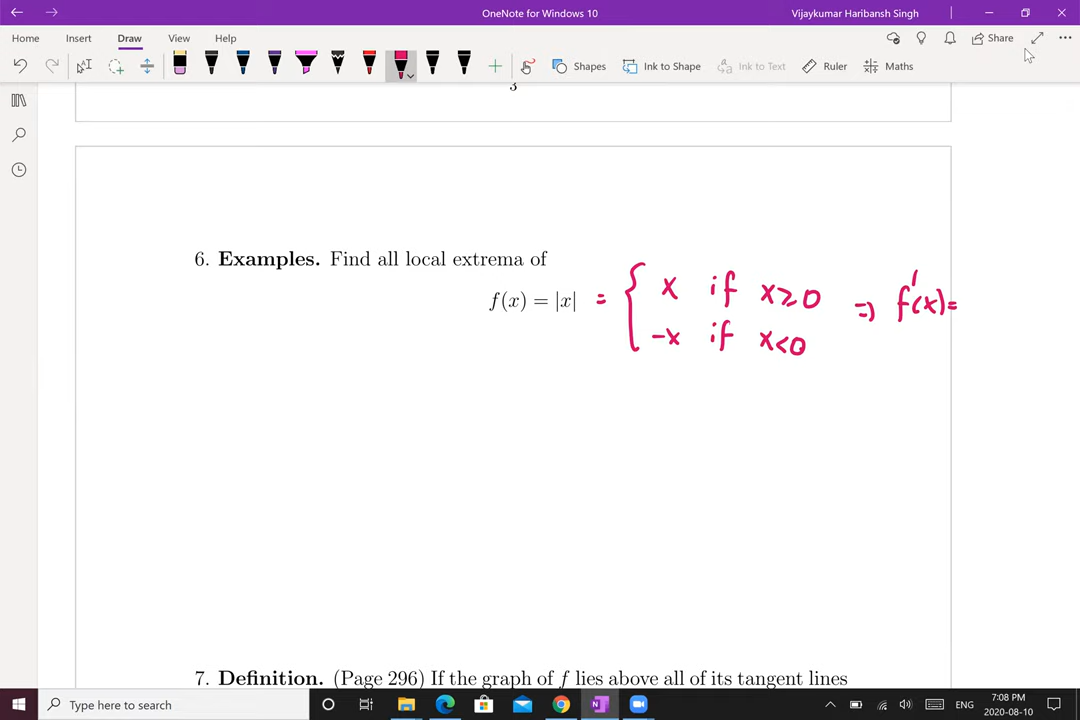 OneNote for Windows 10
Vijaykumar Haribansh Singh
Home Insert Draw View Help
Share
Shapes Ink to Shape Ink to Text Ruler Maths
3
6. Examples. Find all local extrema of
f(x) = |x| = { x if x≥0 ⇒ f'(x)=
-x if x<0
7. Definition. (Page 296) If the graph of f lies above all of its tangent lines
Type here to search
ENG
7:08 PM
2020-08-10